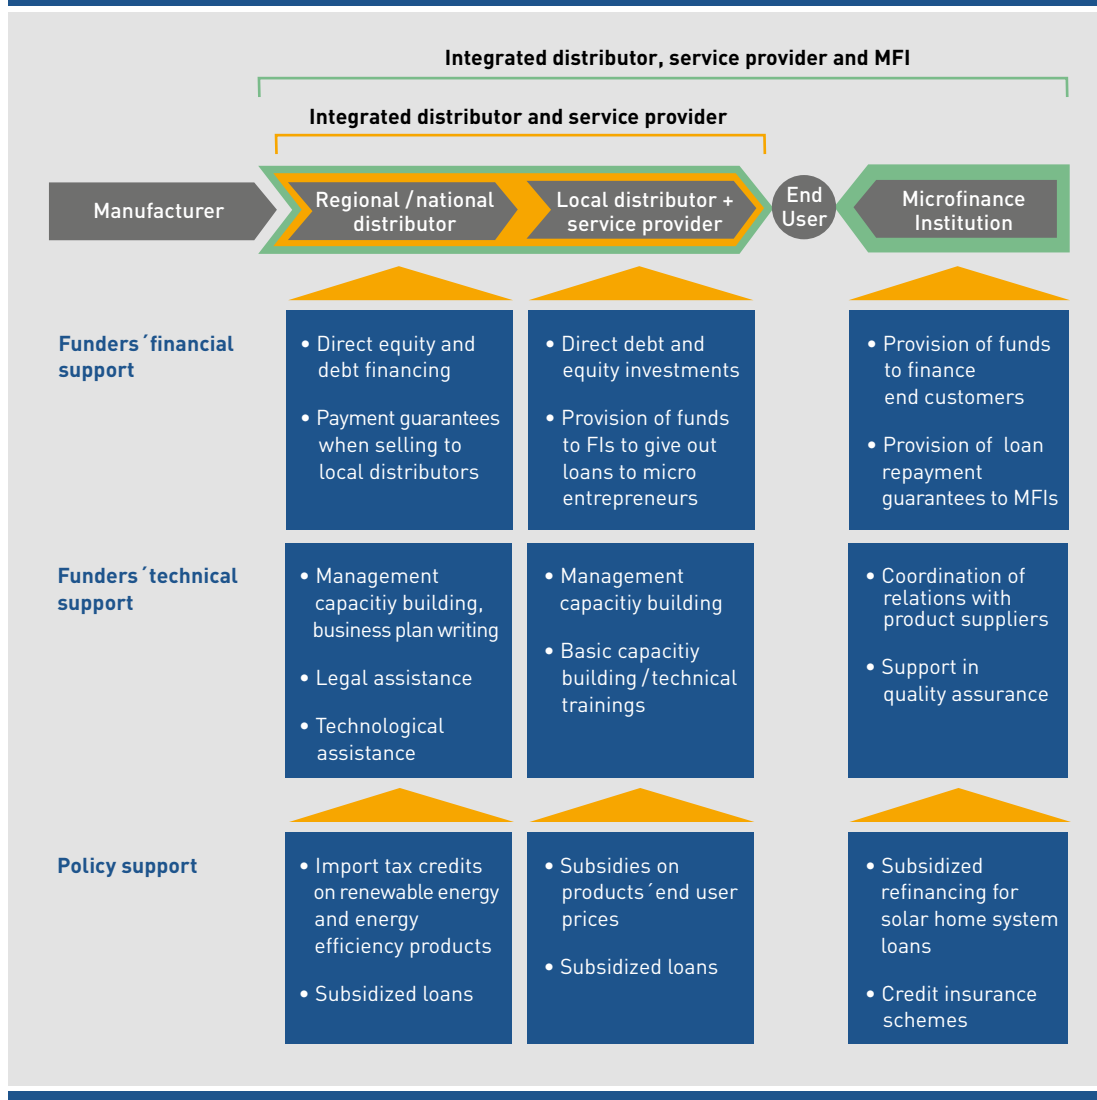 Integrated distributor, service provider and MFI
Integrated distributor and service provider
Manufacturer
Regional / national
distributor
Local distributor +
service provider
End
User
Microfinance
Institution
Funders ´financial
support
• Direct equity and
debt financing
• Payment guarantees
when selling to
local distributors
• Direct debt and
equity investments
• Provision of funds
to FIs to give out
loans to micro
entrepreneurs
• Provision of funds
to finance
end customers
• Provision of loan
repayment
guarantees to MFIs
Funders ´technical
support
• Management
capacitiy building,
business plan writing
• Legal assistance
• Technological
assistance
• Management
capacitiy building
• Basic capacitiy
building / technical
trainings
• Coordination of
relations with
product suppliers
• Support in
quality assurance
Policy support
• Import tax credits
on renewable energy
and energy
efficiency products
• Subsidized loans
• Subsidies on
products ´end user
prices
• Subsidized loans
• Subsidized
refinancing for
solar home system
loans
• Credit insurance
schemes